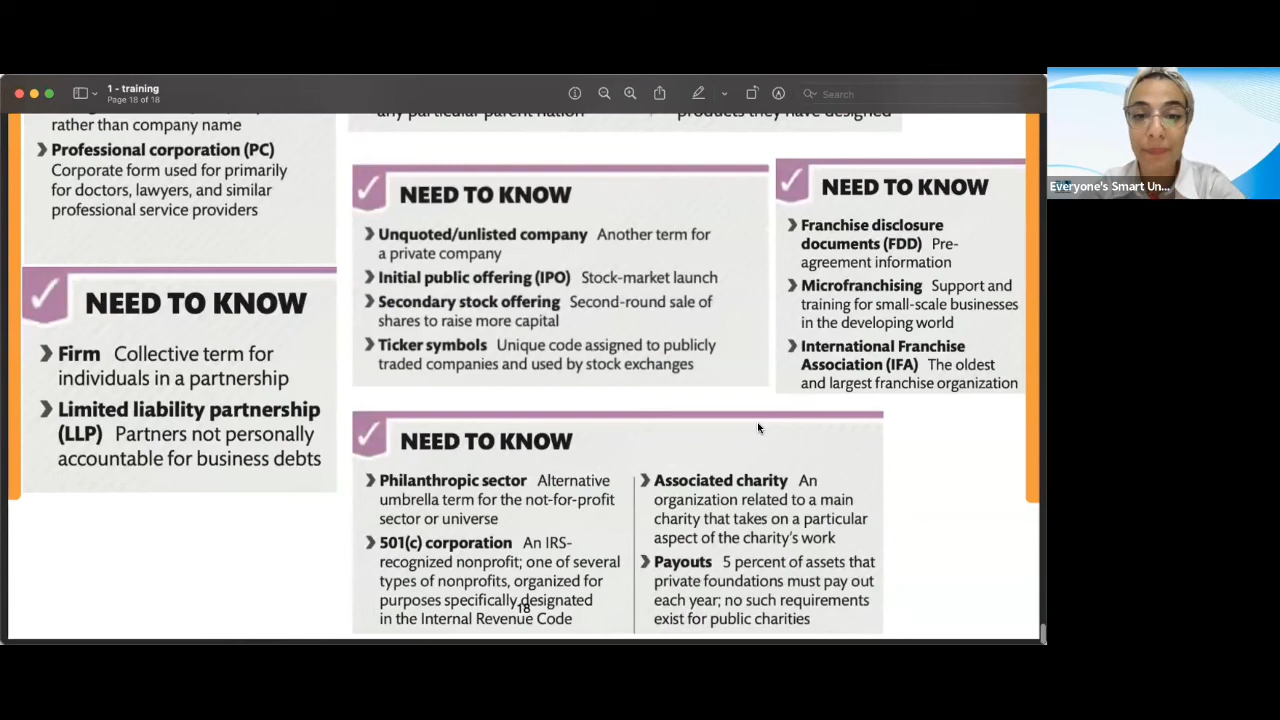 1 - training
Page 18 of 18
Search
rather than company name
❯ Professional corporation (PC)
Corporate form used for primarily
for doctors, lawyers, and similar
professional service providers
NEED TO KNOW
❯ Firm Collective term for
individuals in a partnership
❯ Limited liability partnership
(LLP) Partners not personally
accountable for business debts
any particular parent nation
products they have designed
NEED TO KNOW
❯ Unquoted/unlisted company Another term for
a private company
❯ Initial public offering (IPO) Stock-market launch
❯ Secondary stock offering Second-round sale of
shares to raise more capital
❯ Ticker symbols Unique code assigned to publicly
traded companies and used by stock exchanges
NEED TO KNOW
❯ Franchise disclosure
documents (FDD) Pre-
agreement information
❯ Microfranchising Support and
training for small-scale businesses
in the developing world
❯ International Franchise
Association (IFA) The oldest
and largest franchise organization
NEED TO KNOW
❯ Philanthropic sector Alternative
umbrella term for the not-for-profit
sector or universe
❯ 501(c) corporation An IRS-
recognized nonprofit; one of several
types of nonprofits, organized for
purposes specifically designated
in the Internal Revenue Code
❯ Associated charity An
organization related to a main
charity that takes on a particular
aspect of the charity's work
❯ Payouts 5 percent of assets that
private foundations must pay out
each year; no such requirements
exist for public charities
18
Everyone's Smart Un...